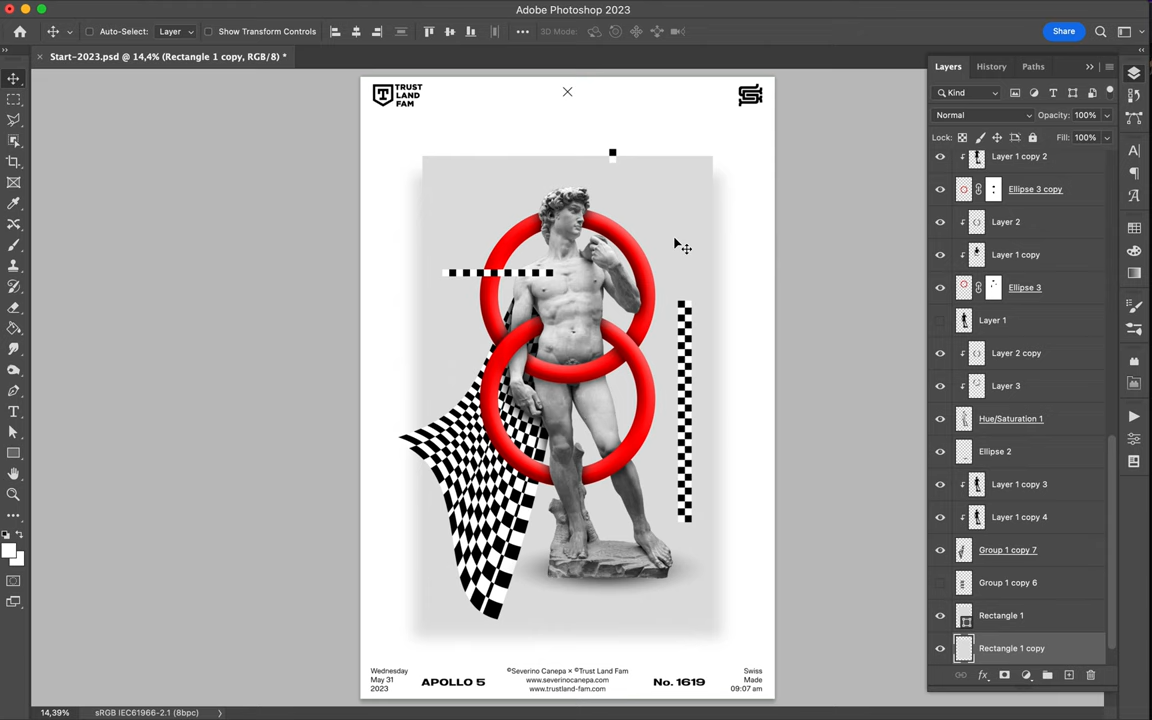 Adobe Photoshop 2023
Auto-Select: Layer Show Transform Controls 3D Mode: Share
Start-2023.psd @ 14,4% (Rectangle 1 copy, RGB/8) *
Layers History Paths
Kind
Normal Opacity: 100%
Lock: Fill: 100%
Layer 1 copy 2
Ellipse 3 copy
Layer 2
Layer 1 copy
Ellipse 3
Layer 1
Layer 2 copy
Layer 3
Hue/Saturation 1
Ellipse 2
Layer 1 copy 3
Layer 1 copy 4
Group 1 copy 7
Group 1 copy 6
Rectangle 1
Rectangle 1 copy
fx
TRUST
LAND
FAM
Wednesday
May 31
2023
APOLLO 5
©Severino Canepa × ©Trust Land Fam
www.severinocanepa.com
www.trustland-fam.com
No. 1619
Swiss
Made
09:07 am
14,39% sRGB IEC61966-2.1 (8bpc)